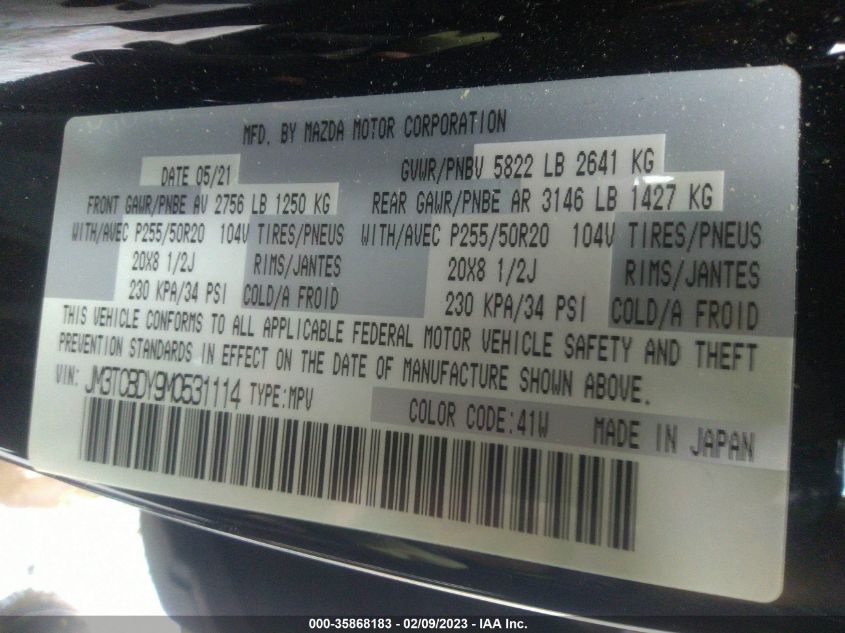 MFD. BY MAZDA MOTOR CORPORATION
DATE 05/21 GVWR/PNBV 5822 LB 2641 KG
FRONT GAWR/PNBE AV 2756 LB 1250 KG REAR GAWR/PNBE AR 3146 LB 1427 KG
WITH/AVEC P255/50R20 104V TIRES/PNEUS WITH/AVEC P255/50R20 104V TIRES/PNEUS
20X8 1/2J RIMS/JANTES 20X8 1/2J RIMS/JANTES
230 KPA/34 PSI COLD/A FROID 230 KPA/34 PSI COLD/A FROID
THIS VEHICLE CONFORMS TO ALL APPLICABLE FEDERAL MOTOR VEHICLE SAFETY AND THEFT
PREVENTION STANDARDS IN EFFECT ON THE DATE OF MANUFACTURE SHOWN ABOVE.
VIN: JM3TCBDY9M0531114 TYPE:MPV COLOR CODE:41W MADE IN JAPAN
000-35868183 - 02/09/2023 - IAA Inc.